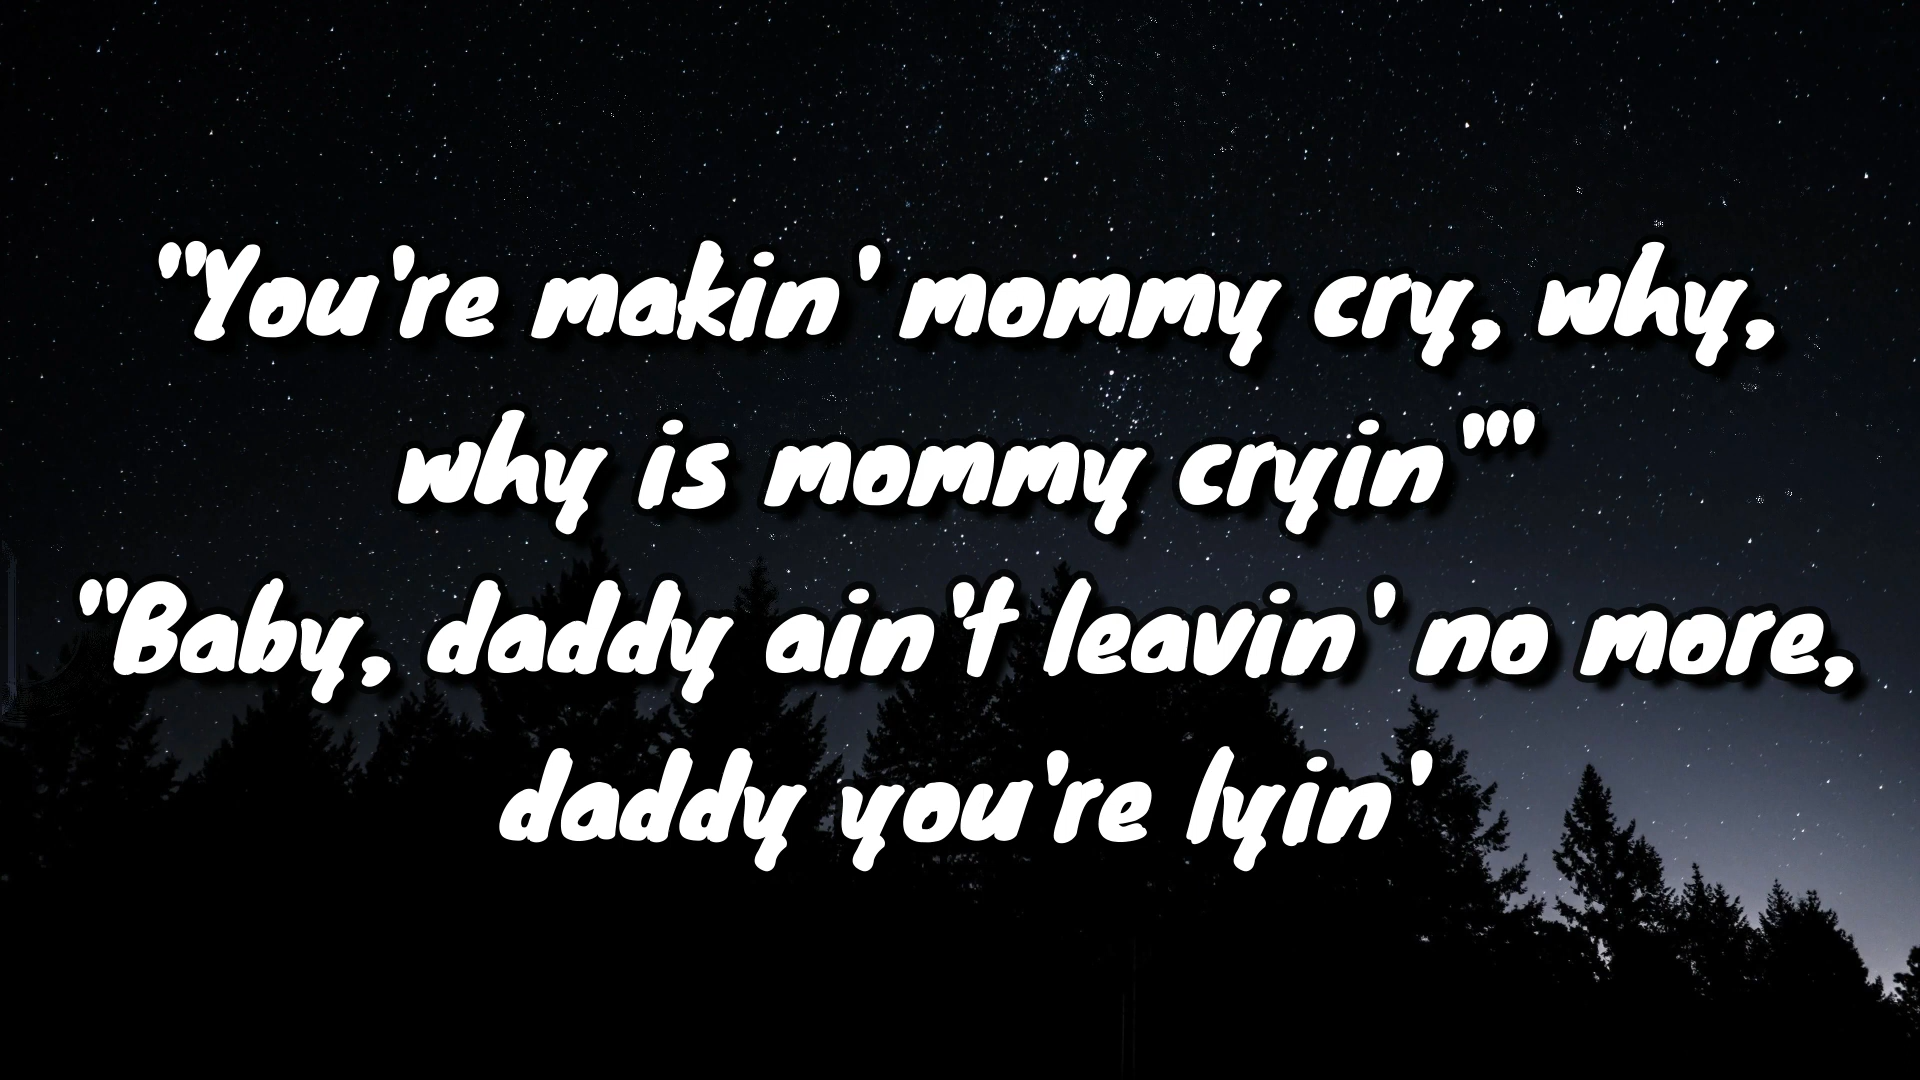 "You're makin' mommy cry, why,
why is mommy cryin'"
"Baby, daddy ain't leavin' no more,
daddy you're lyin'